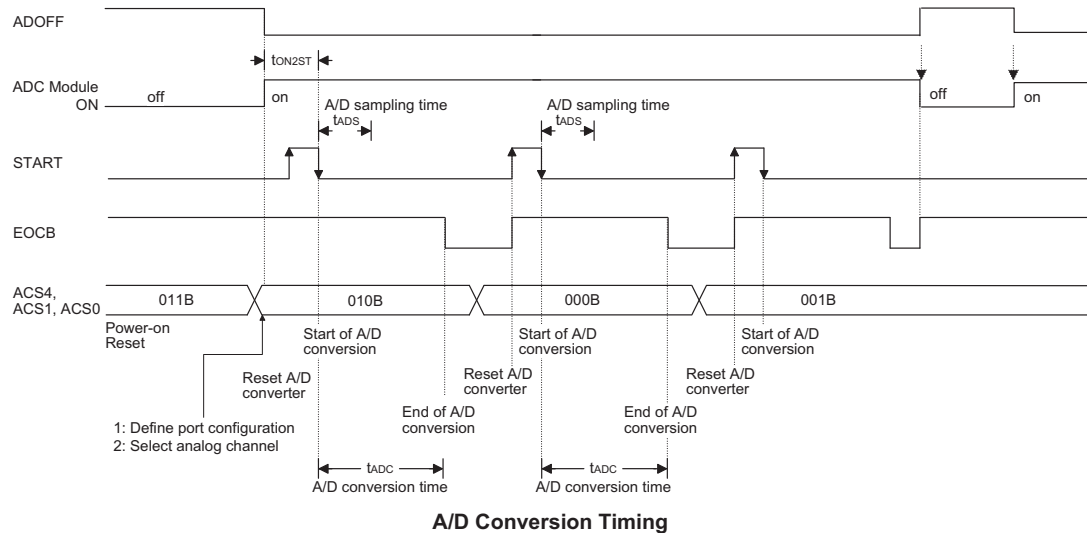 ADOFF
tON2ST
ADC Module
ON
off
on
off
on
A/D sampling time
tADS
A/D sampling time
tADS
START
EOCB
ACS4,
ACS1, ACS0
011B
010B
000B
001B
Power-on
Reset
Start of A/D
conversion
Start of A/D
conversion
Start of A/D
conversion
Reset A/D
converter
Reset A/D
converter
Reset A/D
converter
End of A/D
conversion
End of A/D
conversion
1: Define port configuration
2: Select analog channel
tADC
A/D conversion time
tADC
A/D conversion time
A/D Conversion Timing